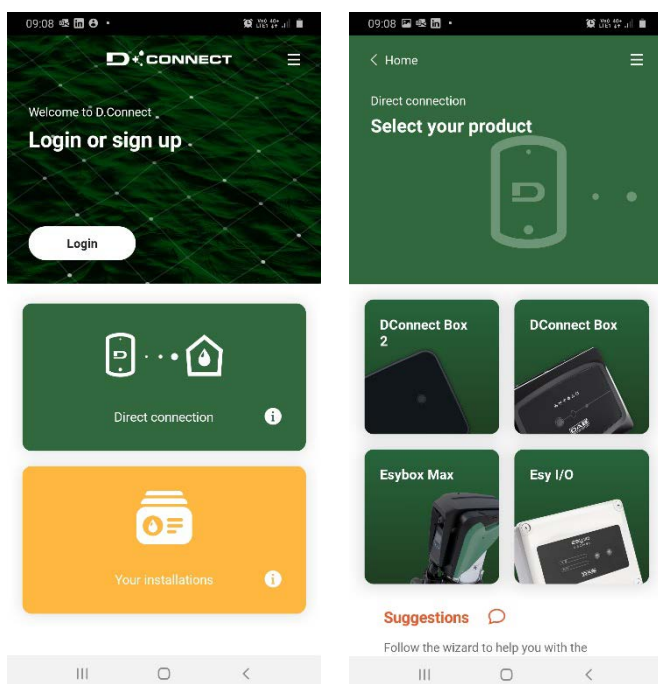 09:08
D+CONNECT
Welcome to D.Connect
Login or sign up
Login
Direct connection
Your installations
09:08
Home
Direct connection
Select your product
DConnect Box
2
DConnect Box
Esybox Max
Esy I/O
DAB
Suggestions
Follow the wizard to help you with the